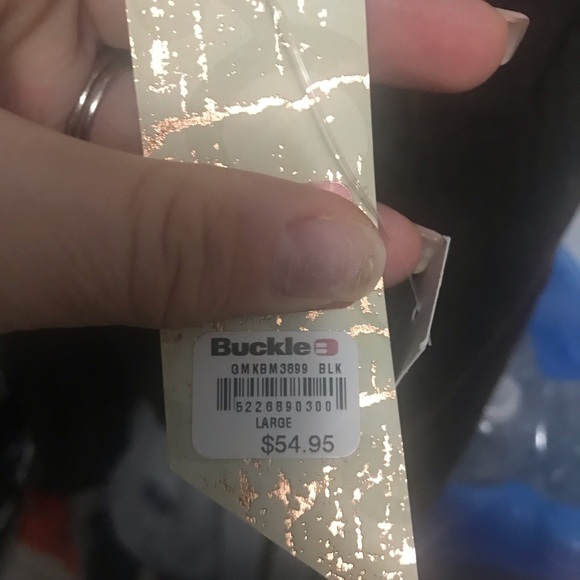 Buckle B
GMKBM3899 BLK
5226890300
LARGE
$54.95